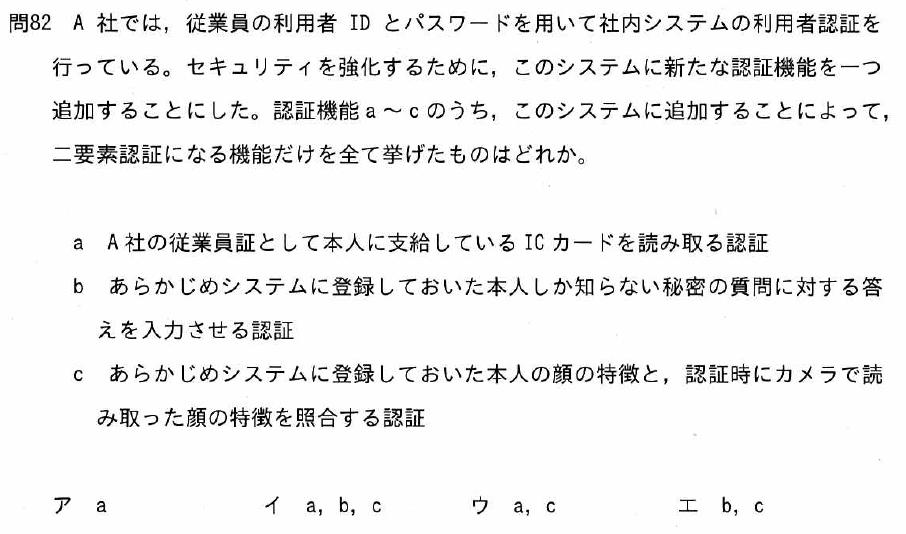 問82 A 社では，従業員の利用者 ID とパスワードを用いて社内システムの利用者認証を
行っている。セキュリティを強化するために，このシステムに新たな認証機能を一つ
追加することにした。認証機能 a ～ c のうち，このシステムに追加することによって，
二要素認証になる機能だけを全て挙げたものはどれか。
a A 社の従業員証として本人に支給している IC カードを読み取る認証
b あらかじめシステムに登録しておいた本人しか知らない秘密の質問に対する答
えを入力させる認証
c あらかじめシステムに登録しておいた本人の顔の特徴と，認証時にカメラで読
み取った顔の特徴を照合する認証
ア a イ a, b, c ウ a, c エ b, c